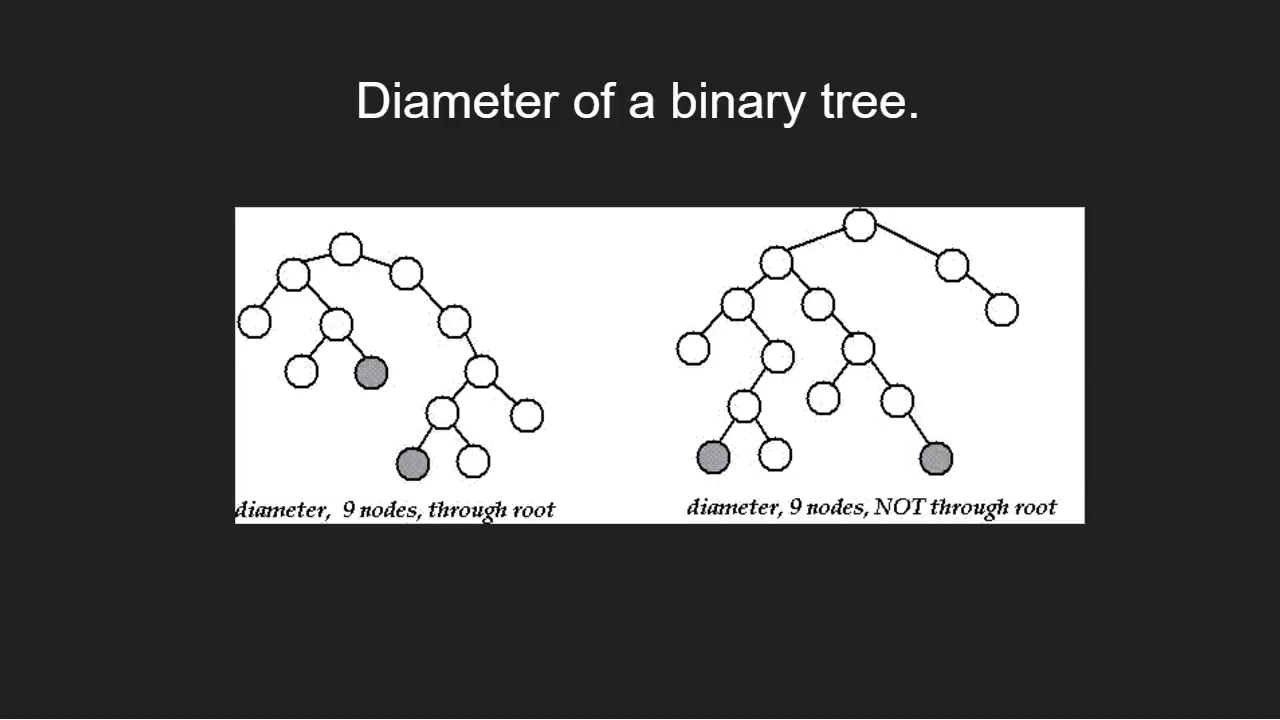 Diameter of a binary tree.
diameter, 9 nodes, through root
diameter, 9 nodes, NOT through root